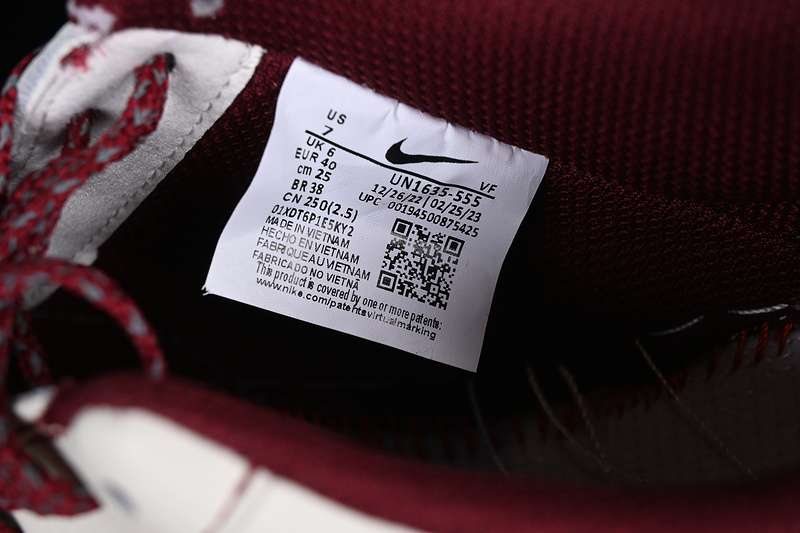 US
7
UK 6
EUR 40
cm 25
BR 38
CN 250(2.5)
01XDT6P1E5KY2
MADE IN VIETNAM
HECHO EN VIETNAM
FABRIQUE AU VIETNAM
FABRICADO NO VIETNÃ
This product is covered by one or more patents:
www.nike.com/patentsvirtualmarking
UN1635-555 VF
12/26/22 02/25/23
UPC 00194500875425